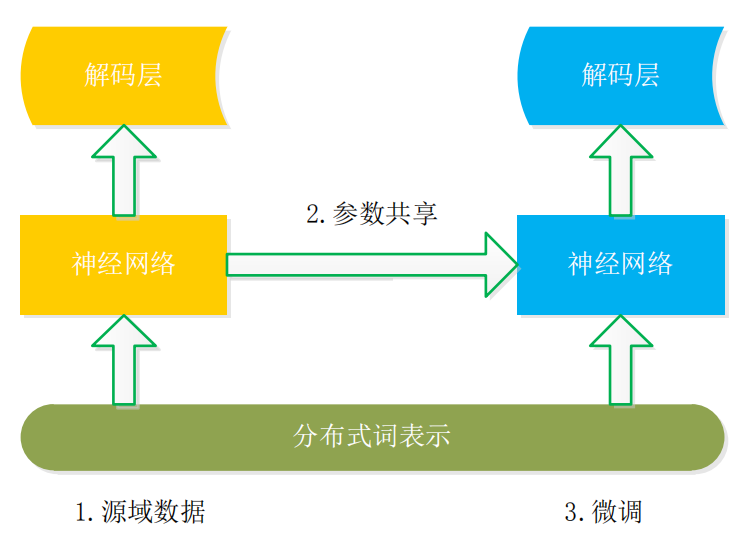 解码层
解码层
2.参数共享
神经网络
神经网络
分布式词表示
1.源域数据
3.微调